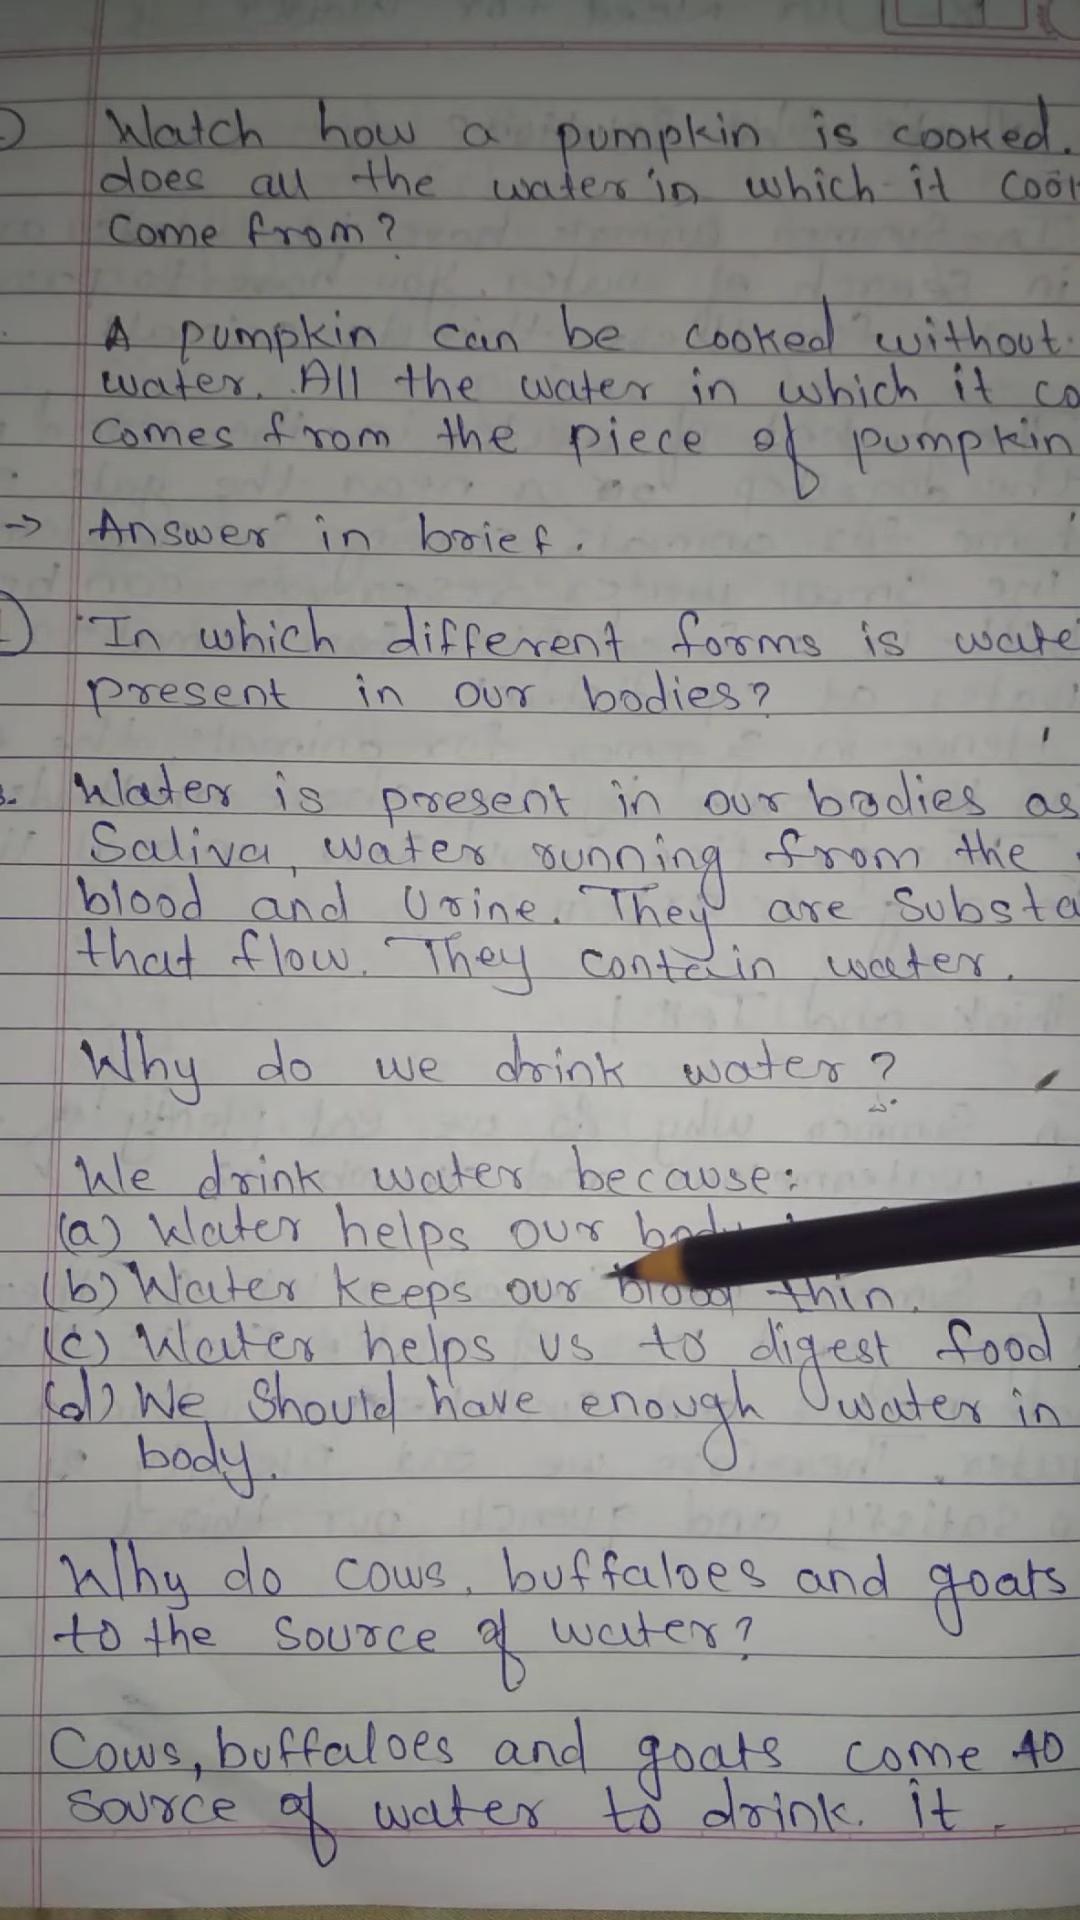 Watch how a pumpkin is cooked.
does all the water in which it
Come from?
A pumpkin can be cooked without
water. All the water in which it
comes from the piece of pumpkin
→ Answer in brief.
In which different forms is
present in our bodies?
Water is present in our bodies as
Saliva, water running from the
blood and Urine. They are
that flow. They contain water.
Why do we drink water?
We drink water because:
(a) Water helps our
(b) Water keeps our blood thin.
(c) Water helps us to digest food
(d) We should have enough water in
body.
Why do cows, buffaloes and goats
to the source of water?
Cows, buffaloes and goats come to
source of water to drink it.